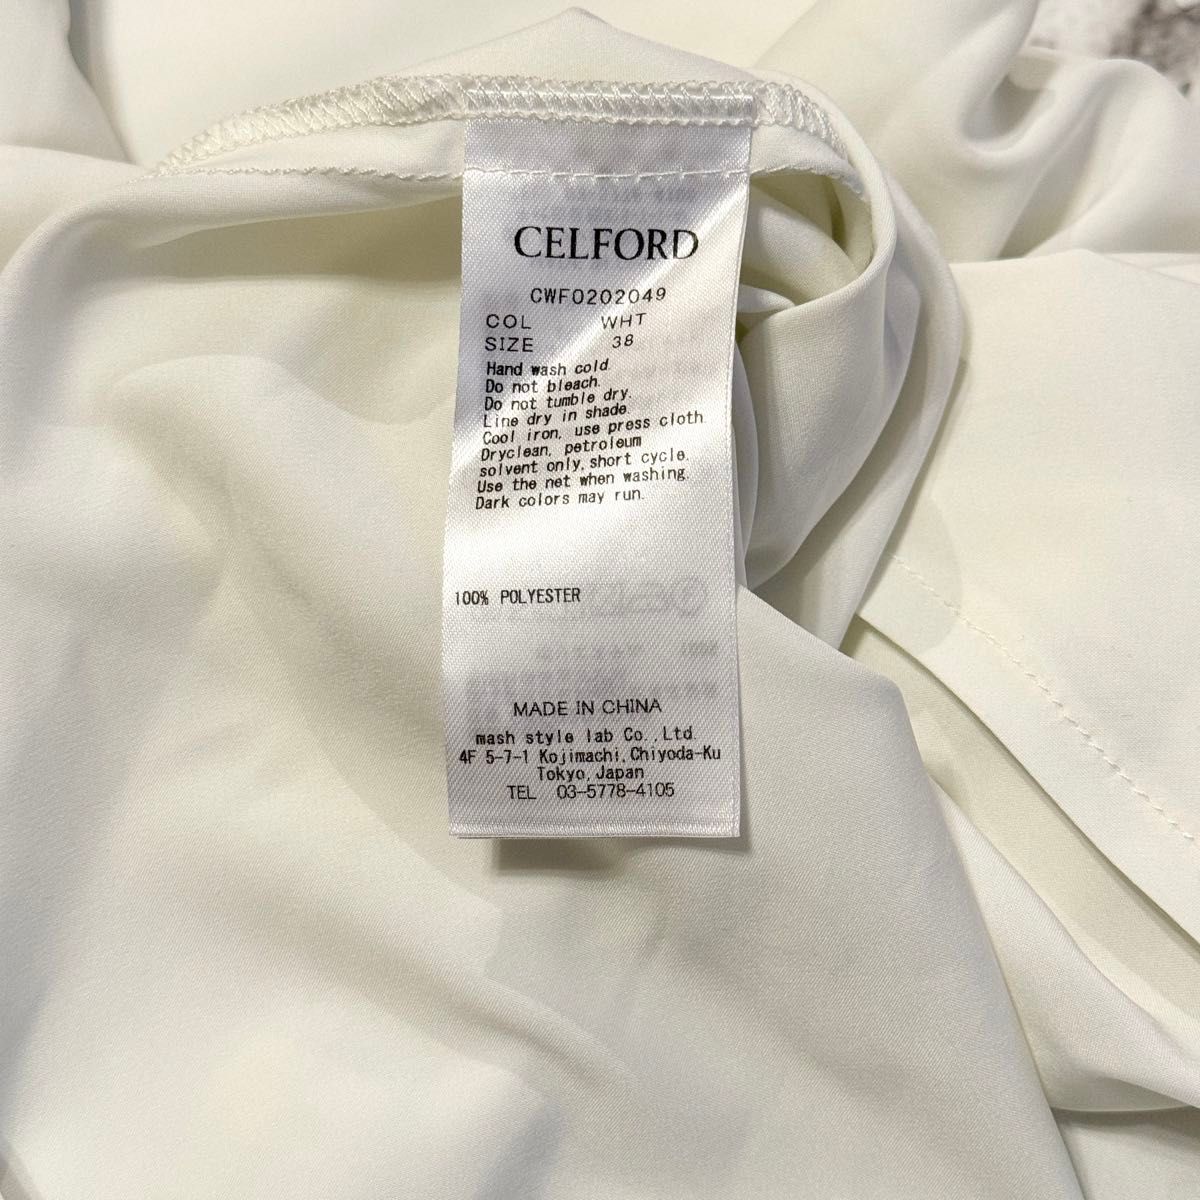 CELFORD
CWF0202049
COL WHT
SIZE 38
Hand wash cold.
Do not bleach.
Do not tumble dry.
Line dry in shade.
Cool iron, use press cloth.
Dryclean, petroleum
solvent only, short cycle.
Use the net when washing.
Dark colors may run.
100% POLYESTER
MADE IN CHINA
mash style lab Co., Ltd.
4F 5-7-1 Kojimachi, Chiyoda-Ku
Tokyo, Japan
TEL 03-5778-4105